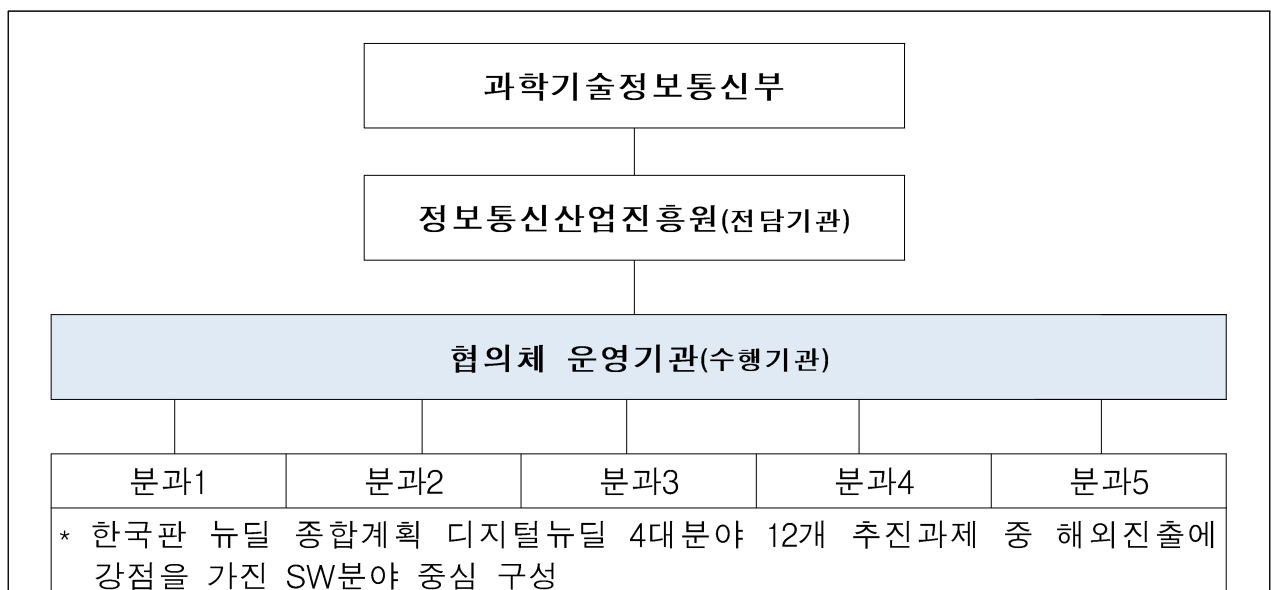 과학기술정보통신부
정보통신산업진흥원(전담기관)
협의체 운영기관(수행기관)
분과1 분과2 분과3 분과4 분과5
* 한국판 뉴딜 종합계획 디지털뉴딜 4대분야 12개 추진과제 중 해외진출에
강점을 가진 SW분야 중심 구성